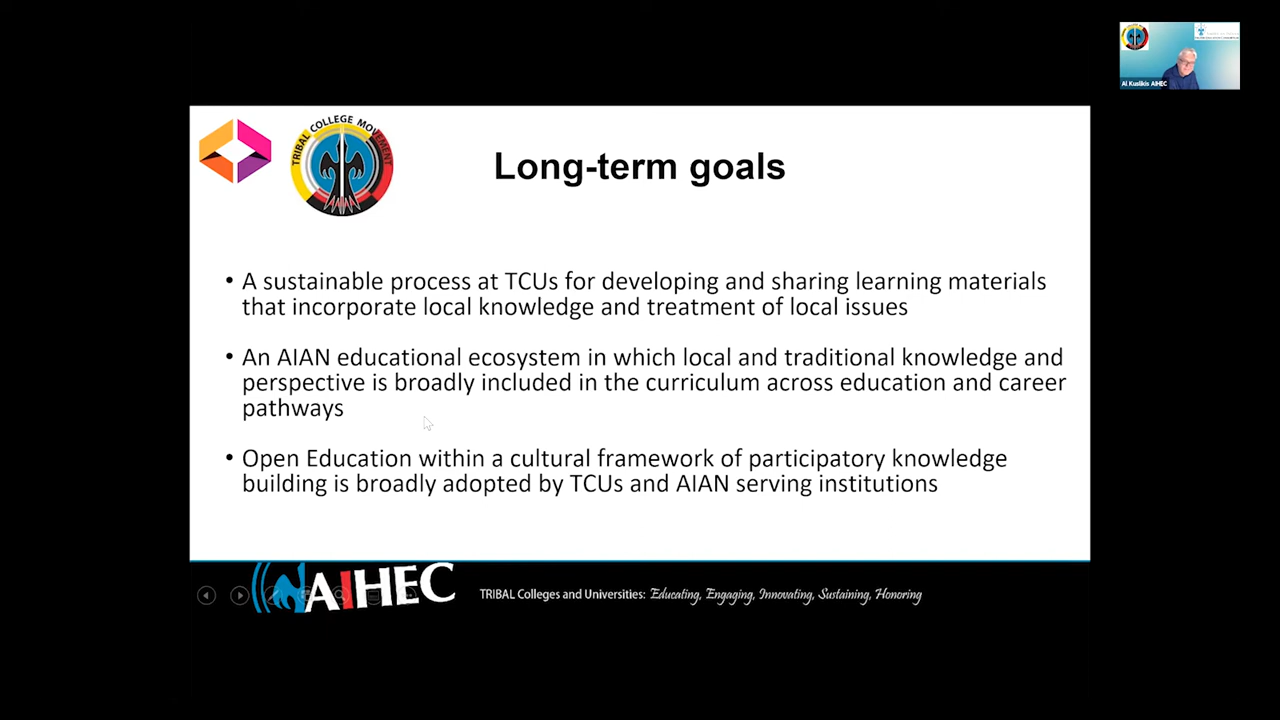 Al Kuslikis AIHEC
TRIBAL COLLEGE MOVEMENT
Long-term goals
• A sustainable process at TCUs for developing and sharing learning materials
that incorporate local knowledge and treatment of local issues
• An AIAN educational ecosystem in which local and traditional knowledge and
perspective is broadly included in the curriculum across education and career
pathways
• Open Education within a cultural framework of participatory knowledge
building is broadly adopted by TCUs and AIAN serving institutions
AIHEC
TRIBAL Colleges and Universities: Educating, Engaging, Innovating, Sustaining, Honoring